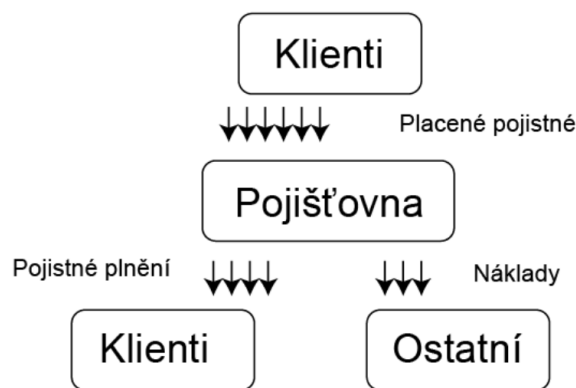 Klienti
Placené pojistné
Pojišťovna
Pojistné plnění
Náklady
Klienti
Ostatní